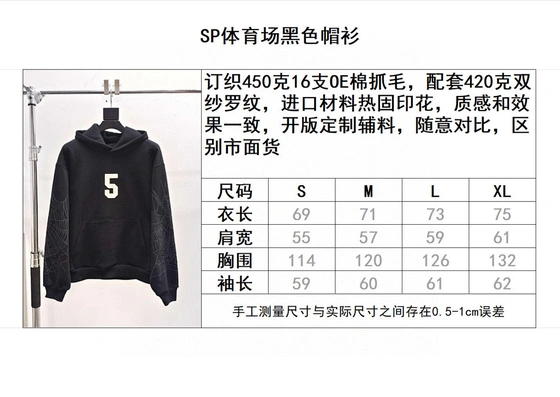 SP体育场黑色帽衫
订织450克16支OE棉抓毛，配套420克双
纱罗纹，进口材料热固印花，质感和效
果一致，开版定制辅料，随意对比，区
别市面货
5
尺码 S M L XL
衣长 69 71 73 75
肩宽 55 57 59 61
胸围 114 120 126 132
袖长 59 60 61 62
手工测量尺寸与实际尺寸之间存在0.5-1cm误差